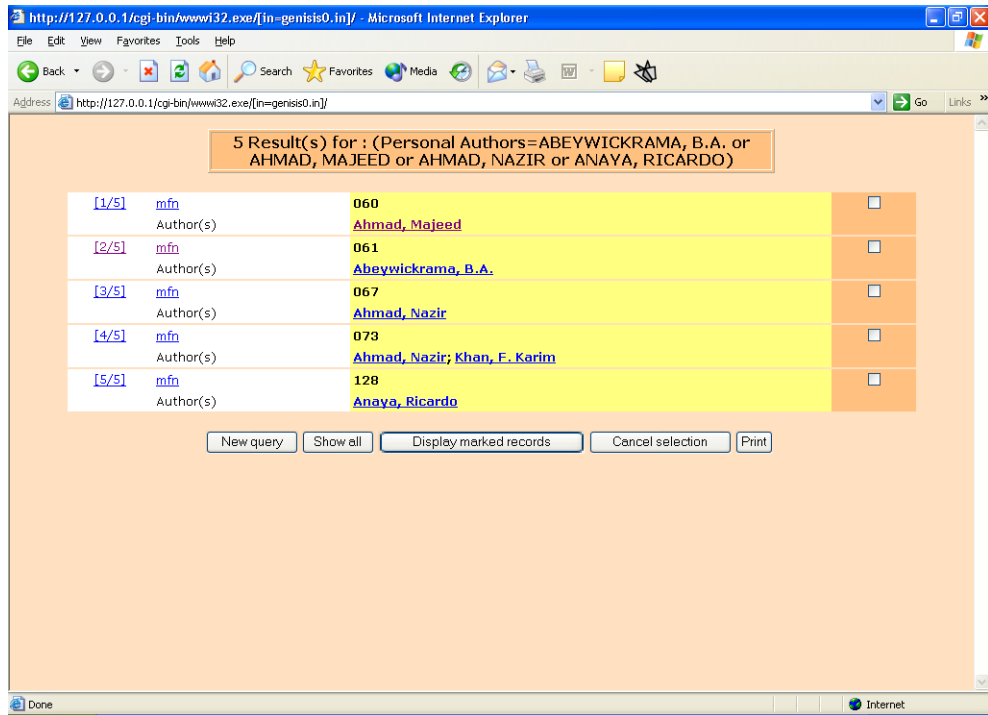 http://127.0.0.1/cgi-bin/wwwi32.exe/[in=genisis0.in]/ - Microsoft Internet Explorer
File Edit View Favorites Tools Help
Back Search Favorites Media
Address http://127.0.0.1/cgi-bin/wwwi32.exe/[in=genisis0.in]/ Go Links »
5 Result(s) for : (Personal Authors=ABEYWICKRAMA, B.A. or
AHMAD, MAJEED or AHMAD, NAZIR or ANAYA, RICARDO)
[1/5] mfn 060
Author(s) Ahmad, Majeed
[2/5] mfn 061
Author(s) Abeywickrama, B.A.
[3/5] mfn 067
Author(s) Ahmad, Nazir
[4/5] mfn 073
Author(s) Ahmad, Nazir; Khan, F. Karim
[5/5] mfn 128
Author(s) Anaya, Ricardo
New query Show all Display marked records Cancel selection Print
Done Internet